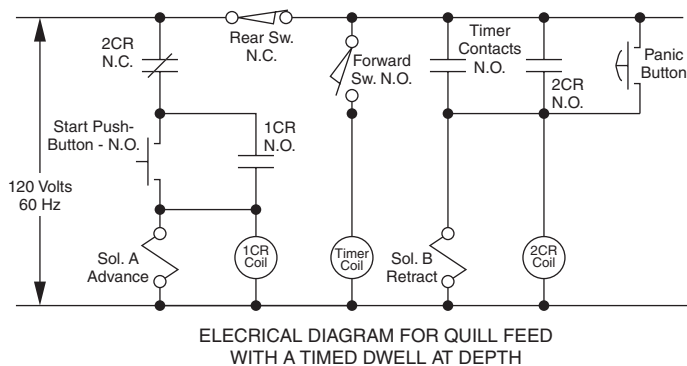 2CR
N.C.
Rear Sw.
N.C.
Forward
Sw. N.O.
Timer
Contacts
N.O.
2CR
N.O.
Panic
Button
Start Push-
Button - N.O.
1CR
N.O.
120 Volts
60 Hz
Sol. A
Advance
1CR
Coil
Timer
Coil
Sol. B
Retract
2CR
Coil
ELECRICAL DIAGRAM FOR QUILL FEED
WITH A TIMED DWELL AT DEPTH